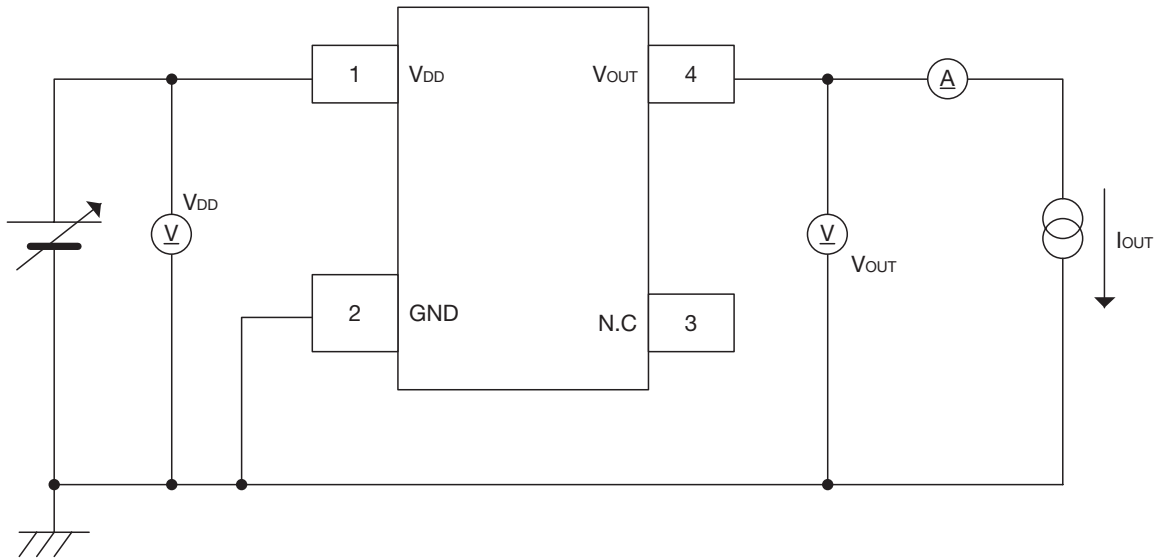 1 VDD VOUT 4
A
VDD
V
V
VOUT
IOUT
2 GND N.C 3